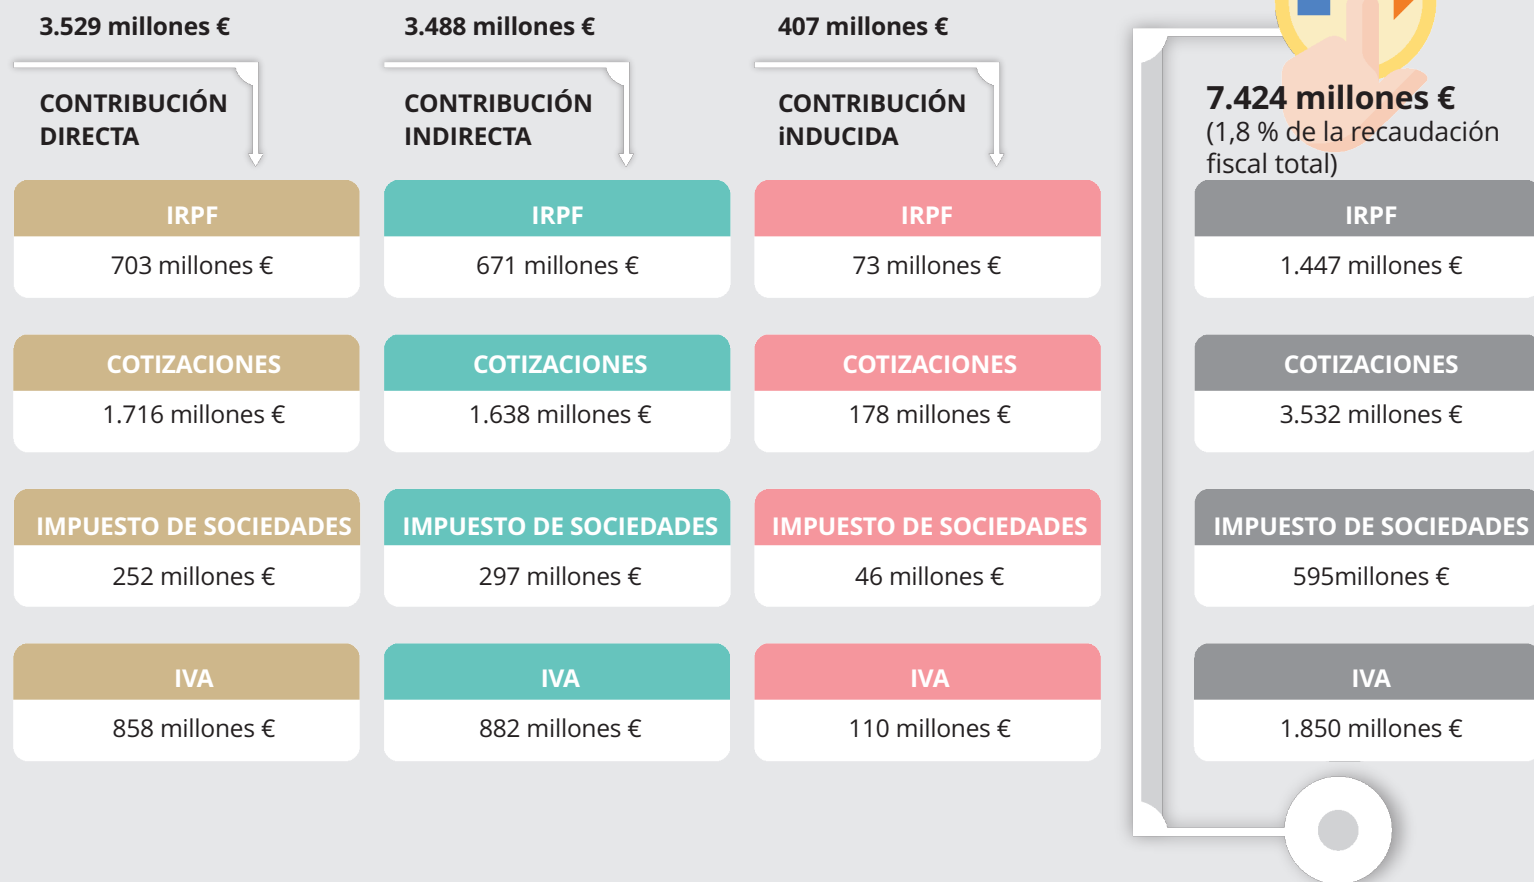 3.529 millones €
CONTRIBUCIÓN
DIRECTA
IRPF
703 millones €
COTIZACIONES
1.716 millones €
IMPUESTO DE SOCIEDADES
252 millones €
IVA
858 millones €
3.488 millones €
CONTRIBUCIÓN
INDIRECTA
IRPF
671 millones €
COTIZACIONES
1.638 millones €
IMPUESTO DE SOCIEDADES
297 millones €
IVA
882 millones €
407 millones €
CONTRIBUCIÓN
iNDUCIDA
IRPF
73 millones €
COTIZACIONES
178 millones €
IMPUESTO DE SOCIEDADES
46 millones €
IVA
110 millones €
7.424 millones €
(1,8 % de la recaudación
fiscal total)
IRPF
1.447 millones €
COTIZACIONES
3.532 millones €
IMPUESTO DE SOCIEDADES
595millones €
IVA
1.850 millones €